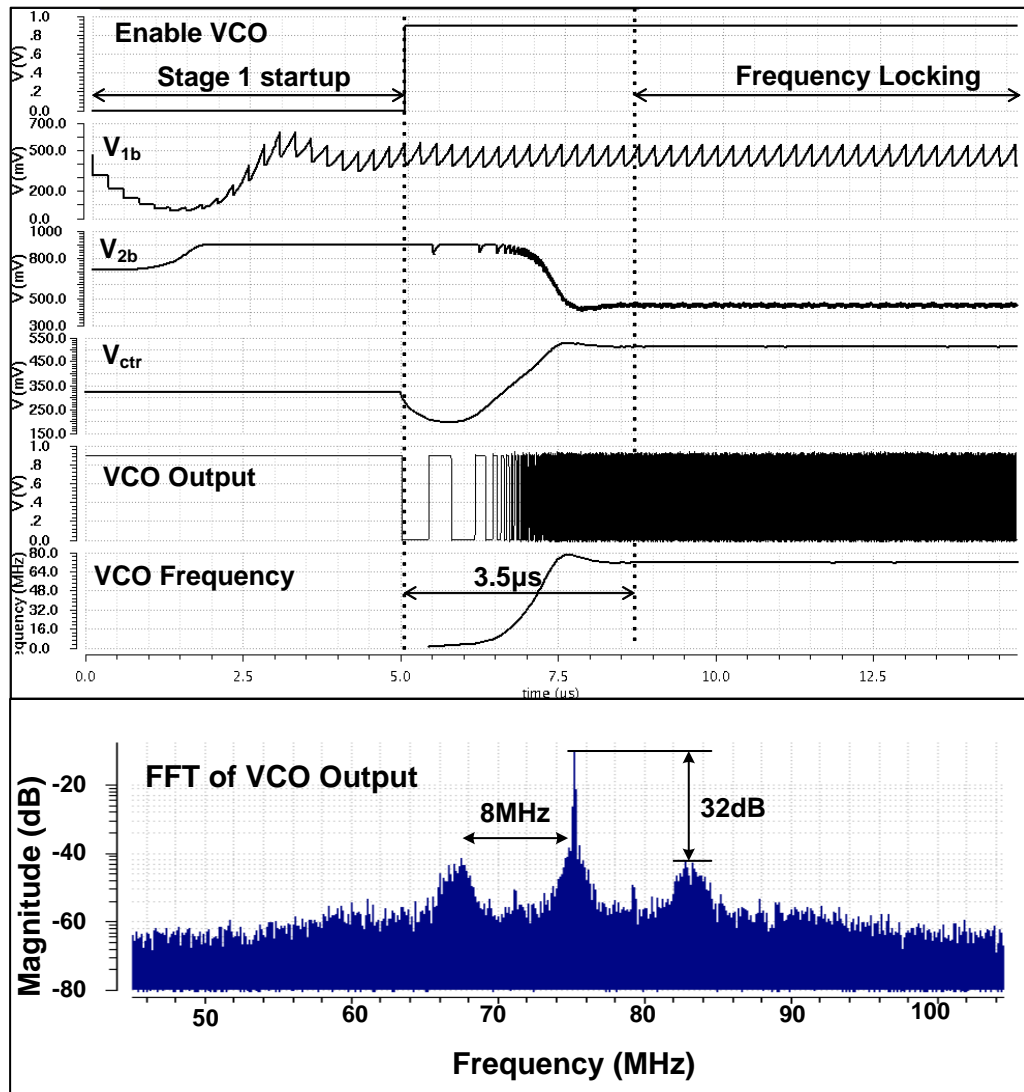 1.0
Enable VCO
.8
.6
V (V)
.4
Stage 1 startup
Frequency Locking
.2
0.0
700.0
V1b
500.0
V (mV)
200.0
0.0
1000
V2b
800.0
V (mV)
500.0
300.0
550.0
Vctr
450.0
V (mV)
350.0
250.0
150.0
1.0
.8
VCO Output
.6
V (V)
.4
.2
0.0
80.0
64.0
VCO Frequency
48.0
3.5µs
32.0
16.0
0.0
equency (MHz)
0.0 2.5 5.0 7.5 10.0 12.5
time (µs)
FFT of VCO Output
-20
8MHz
32dB
-40
-60
-80
Magnitude (dB)
50 60 70 80 90 100
Frequency (MHz)